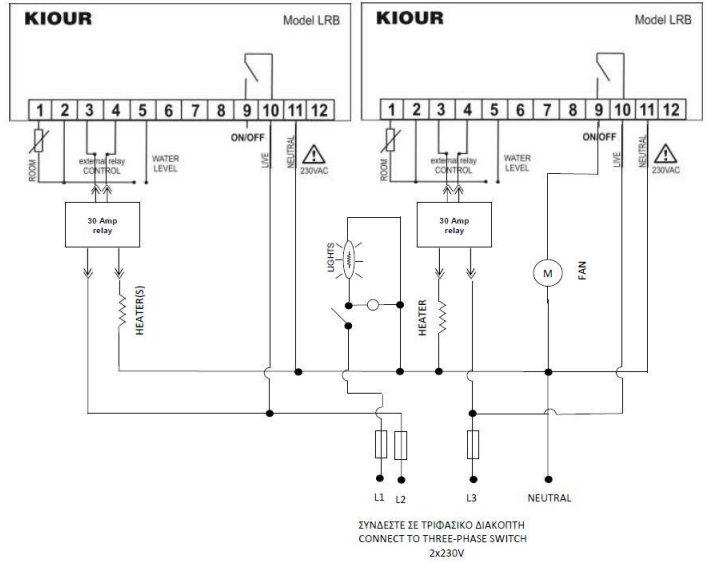 KIOUR Model LRB
1 2 3 4 5 6 7 8 9 10 11 12
ROOM
external relay
CONTROL
WATER
LEVEL
ON/OFF
LIVE
NEUTRAL
230VAC
30 Amp
relay
HEATER(S)
KIOUR Model LRB
1 2 3 4 5 6 7 8 9 10 11 12
ROOM
external relay
CONTROL
WATER
LEVEL
ON/OFF
LIVE
NEUTRAL
230VAC
30 Amp
relay
LIGHTS
HEATER
M
FAN
L1 L2 L3 NEUTRAL
ΣΥΝΔΕΣΤΕ ΣΕ ΤΡΙΦΑΣΙΚΟ ΔΙΑΚΟΠΤΗ
CONNECT TO THREE-PHASE SWITCH
2x230V